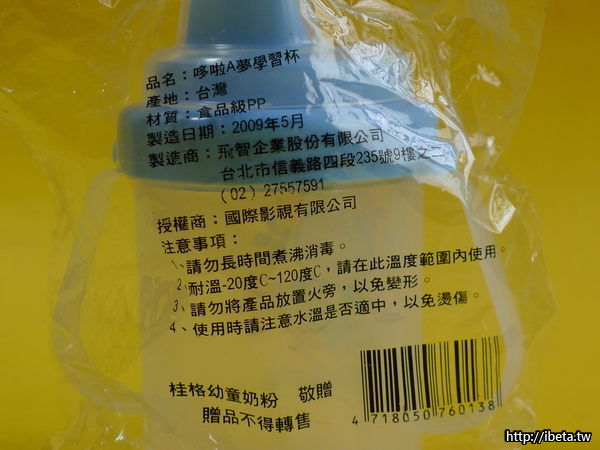 品名：哆啦A夢學習杯
產地：台灣
材質：食品級PP
製造日期：2009年5月
製造商：飛智企業股份有限公司
台北市信義路四段235號9樓之二
（02）27557591
授權商：國際影視有限公司
注意事項：
1、請勿長時間煮沸消毒。
2、耐溫-20度C~120度C，請在此溫度範圍內使用。
3、請勿將產品放置火旁，以免變形。
4、使用時請注意水溫是否適中，以免燙傷。
桂格幼童奶粉　敬贈
贈品不得轉售
4 718050 760138
http://ibeta.tw